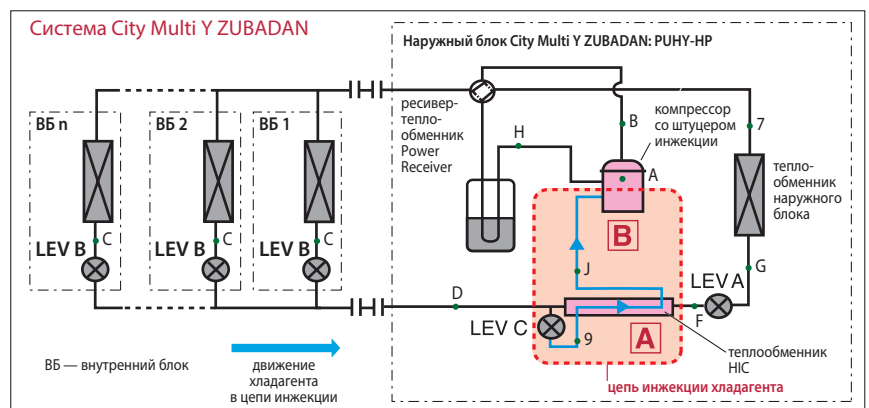 Система City Multi Y ZUBADAN
Наружный блок City Multi Y ZUBADAN: PUHY-HP
ресивер-
тепло-
обменник
Power
Receiver
компрессор
со штуцером
инжекции
B
7
H
A
ВБ n
ВБ 2
ВБ 1
тепло-
обменник
наружного
блока
B
LEV B
C
LEV B
C
LEV B
C
J
G
D
LEV A
F
LEV C
9
A
теплообменник
HIC
ВБ — внутренний блок
движение
хладагента
в цепи инжекции
цепь инжекции хладагента